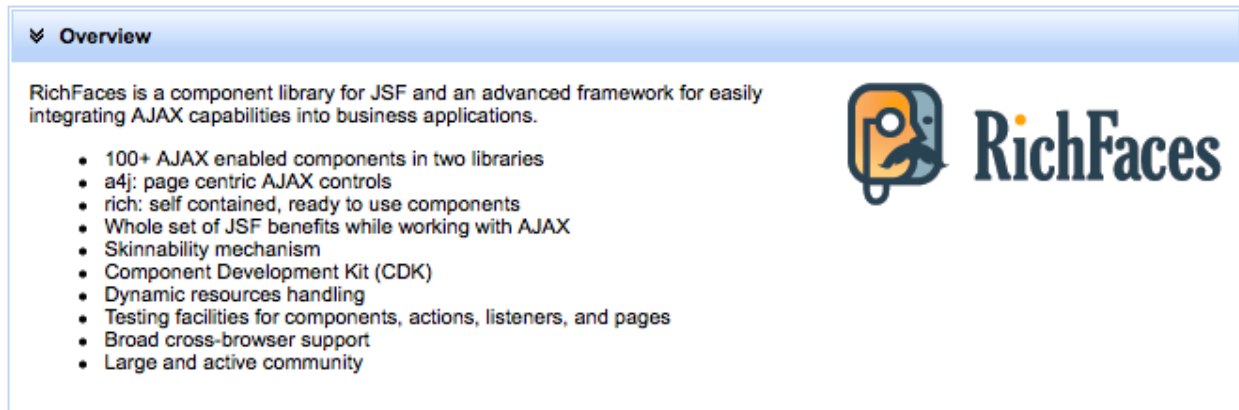 Overview
RichFaces is a component library for JSF and an advanced framework for easily
integrating AJAX capabilities into business applications.
• 100+ AJAX enabled components in two libraries
• a4j: page centric AJAX controls
• rich: self contained, ready to use components
• Whole set of JSF benefits while working with AJAX
• Skinnability mechanism
• Component Development Kit (CDK)
• Dynamic resources handling
• Testing facilities for components, actions, listeners, and pages
• Broad cross-browser support
• Large and active community
RichFaces